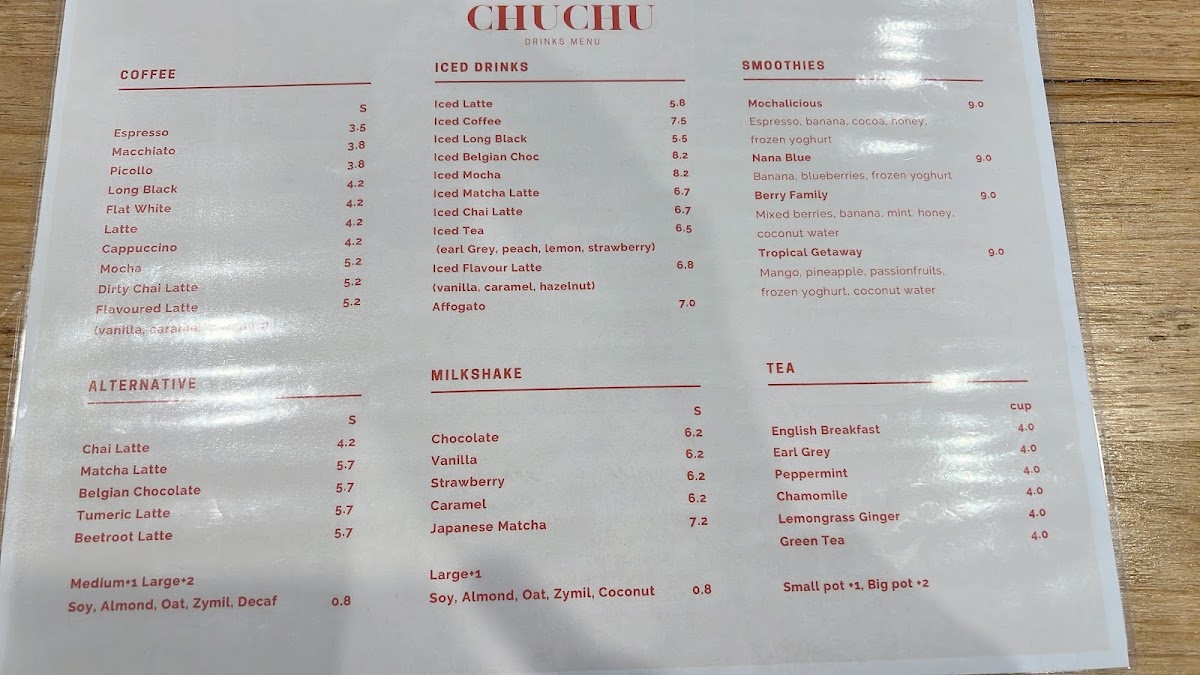 CHUCHU
DRINKS MENU
COFFEE
S
Espresso 3.5
Macchiato 3.8
Picollo 3.8
Long Black 4.2
Flat White 4.2
Latte 4.2
Cappuccino 4.2
Mocha 5.2
Dirty Chai Latte 5.2
Flavoured Latte 5.2
(vanilla, caramel
ICED DRINKS
Iced Latte 5.8
Iced Coffee 7.5
Iced Long Black 5.5
Iced Belgian Choc 8.2
Iced Mocha 8.2
Iced Matcha Latte 6.7
Iced Chai Latte 6.7
Iced Tea 6.5
(earl Grey, peach, lemon, strawberry)
Iced Flavour Latte 6.8
(vanilla, caramel, hazelnut)
Affogato 7.0
SMOOTHIES
Mochalicious 9.0
Espresso, banana, cocoa, honey,
frozen yoghurt
Nana Blue 9.0
Banana, blueberries, frozen yoghurt
Berry Family 9.0
Mixed berries, banana, mint, honey,
coconut water
Tropical Getaway 9.0
Mango, pineapple, passionfruits,
frozen yoghurt, coconut water
ALTERNATIVE
S
Chai Latte 4.2
Matcha Latte 5.7
Belgian Chocolate 5.7
Tumeric Latte 5.7
Beetroot Latte 5.7
Medium+1 Large+2
Soy, Almond, Oat, Zymil, Decaf 0.8
MILKSHAKE
S
Chocolate 6.2
Vanilla 6.2
Strawberry 6.2
Caramel 6.2
Japanese Matcha 7.2
Large+1
Soy, Almond, Oat, Zymil, Coconut 0.8
TEA
cup
English Breakfast 4.0
Earl Grey 4.0
Peppermint 4.0
Chamomile 4.0
Lemongrass Ginger 4.0
Green Tea 4.0
Small pot +1, Big pot +2